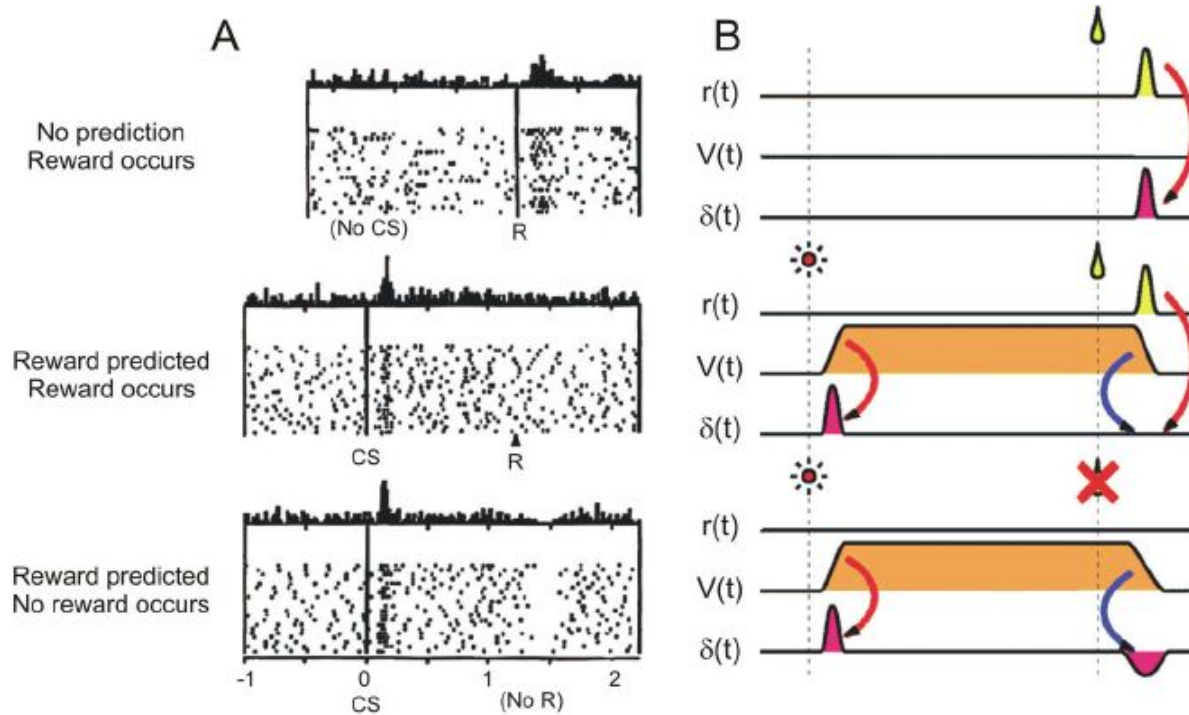 A
No prediction
Reward occurs
(No CS)
R
Reward predicted
Reward occurs
CS
R
Reward predicted
No reward occurs
-1
0
1
2
CS
(No R)
B
r(t)
V(t)
δ(t)
r(t)
V(t)
δ(t)
r(t)
V(t)
δ(t)